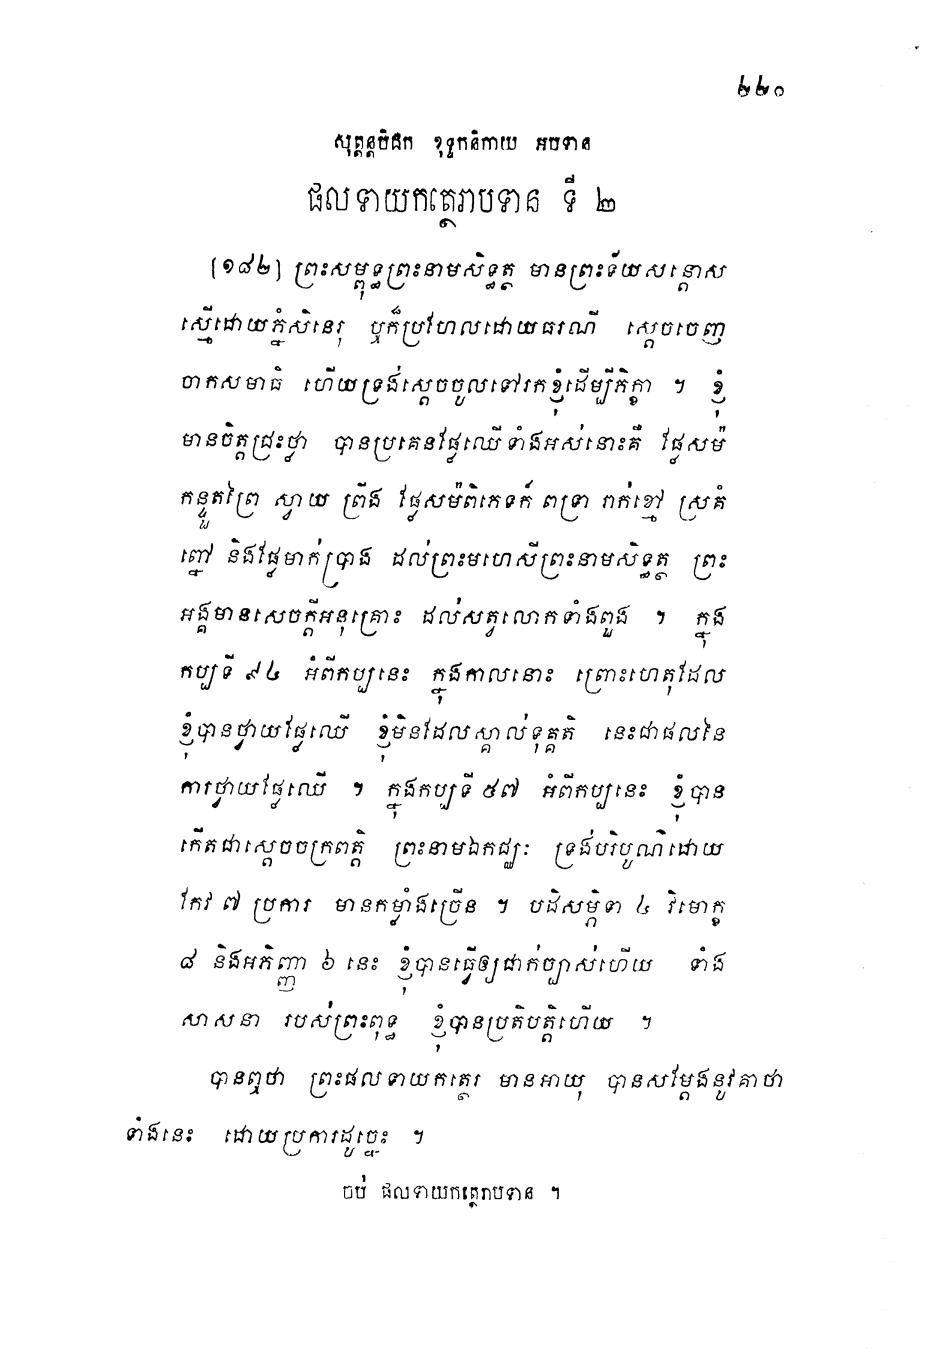 ២២១
សុត្តន្តបិដក ខុទ្ទកនិកាយ អបទាន
ផលទាយកត្ថេរាបទាន ទី ២
[១៨២] ព្រះសម្ពុទ្ធព្រះនាមសិទ្ធត្ថ មានព្រះទ័យសន្តោស
ស្មើដោយភ្នំសិនេរុ ឬក៏ប្រហែលដោយធរណី ស្តេចចេញ
ចាកសមាធិ ហើយទ្រង់ស្តេចចូលទៅរកខ្ញុំដើម្បីភិក្ខា ។ ខ្ញុំ
មានចិត្តជ្រះថ្លា បានប្រគេនផ្លែឈើទាំងអស់នោះគឺ ផ្លែសម៉
កន្ទួតព្រៃ ស្វាយ ព្រីង ផ្លែសម៉ពិភេទក៍ ពទ្រា រាក់ខ្មៅ ស្រគំ
ព្នៅ និងផ្លែមាក់ប្រាង ដល់ព្រះមហេសីព្រះនាមសិទ្ធត្ថ ព្រះ
អង្គមានសេចក្តីអនុគ្រោះ ដល់សត្វលោកទាំងពួង ។ ក្នុង
កប្បទី ៩៤ អំពីកប្បនេះ ក្នុងកាលនោះ ព្រោះហេតុដែល
ខ្ញុំបានថ្វាយផ្លែឈើ ខ្ញុំមិនដែលស្គាល់ទុគ្គតិ នេះជាផលនៃ
ការថ្វាយផ្លែឈើ ។ ក្នុងកប្បទី ៥៧ អំពីកប្បនេះ ខ្ញុំបាន
កើតជាស្តេចចក្រពត្តិ ព្រះនាមឯកជ្ឈៈ ទ្រង់បរិបូណ៌ដោយ
កែវ ៧ ប្រការ មានកម្លាំងច្រើន ។ បដិសម្ភិទា ៤ វិមោក្ខ
៨ និងអភិញ្ញា ៦ នេះ ខ្ញុំបានធ្វើឲ្យជាក់ច្បាស់ហើយ ទាំង
សាសនា របស់ព្រះពុទ្ធ ខ្ញុំបានប្រតិបត្តិហើយ ។
បានឮថា ព្រះផលទាយកត្ថេរ មានអាយុ បានសម្តែងនូវគាថា
ទាំងនេះ ដោយប្រការដូច្នេះ ។
ចប់ ផលទាយកត្ថេរាបទាន ។